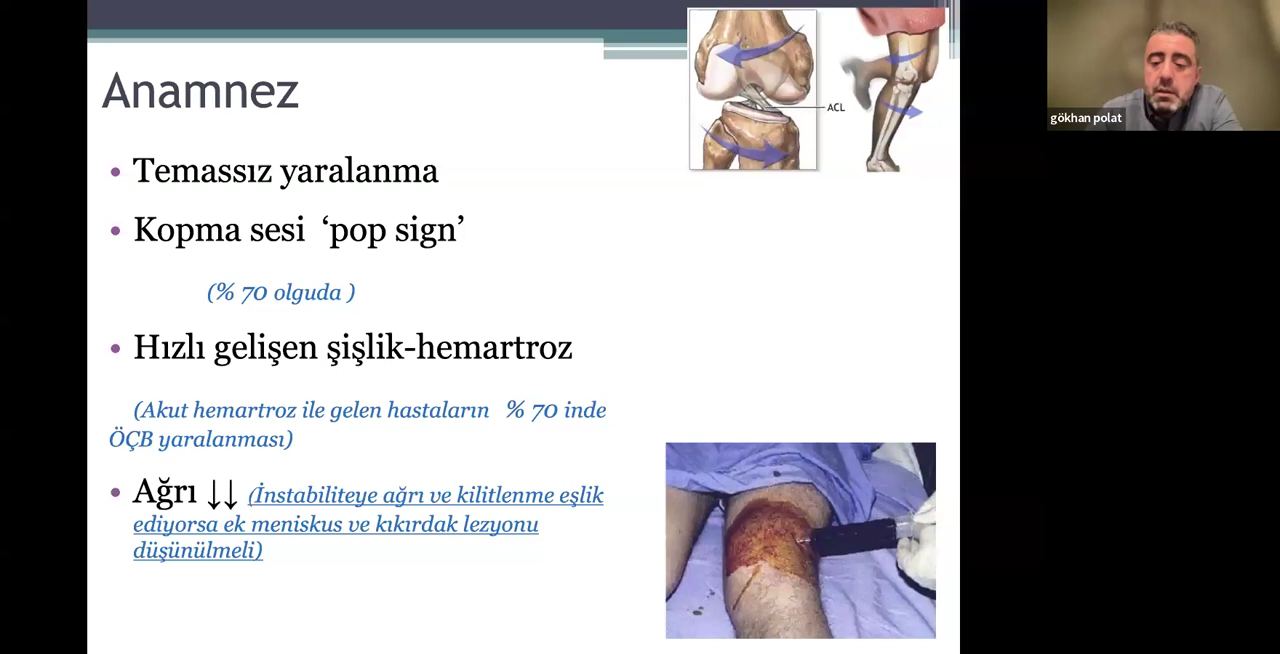 Anamnez
ACL
gökhan polat
• Temassız yaralanma
• Kopma sesi ‘pop sign’
(% 70 olguda )
• Hızlı gelişen şişlik-hemartroz
(Akut hemartroz ile gelen hastaların % 70 inde
ÖÇB yaralanması)
• Ağrı ↓↓ (İnstabiliteye ağrı ve kilitlenme eşlik
ediyorsa ek meniskus ve kıkırdak lezyonu
düşünülmeli)